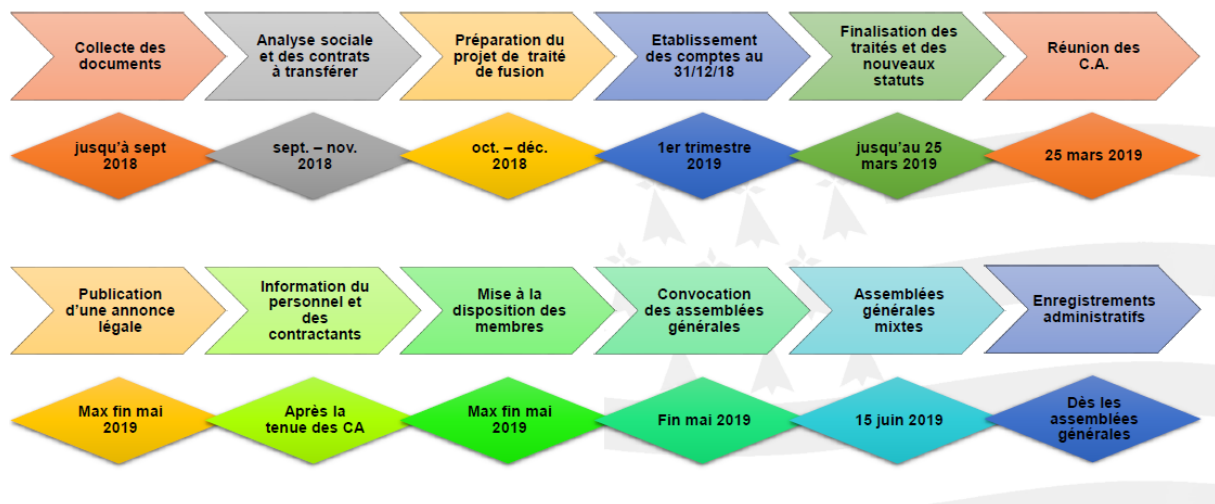 Collecte des
documents
Analyse sociale
et des contrats
à transférer
Préparation du
projet de traité
de fusion
Etablissement
des comptes au
31/12/18
Finalisation des
traités et des
nouveaux
statuts
Réunion des
C.A.
jusqu'à sept
2018
sept. – nov.
2018
oct. – déc.
2018
1er trimestre
2019
jusqu'au 25
mars 2019
25 mars 2019
Publication
d'une annonce
légale
Information du
personnel et
des
contractants
Mise à la
disposition des
membres
Convocation
des assemblées
générales
Assemblées
générales
mixtes
Enregistrements
administratifs
Max fin mai
2019
Après la
tenue des CA
Max fin mai
2019
Fin mai 2019
15 juin 2019
Dès les
assemblées
générales